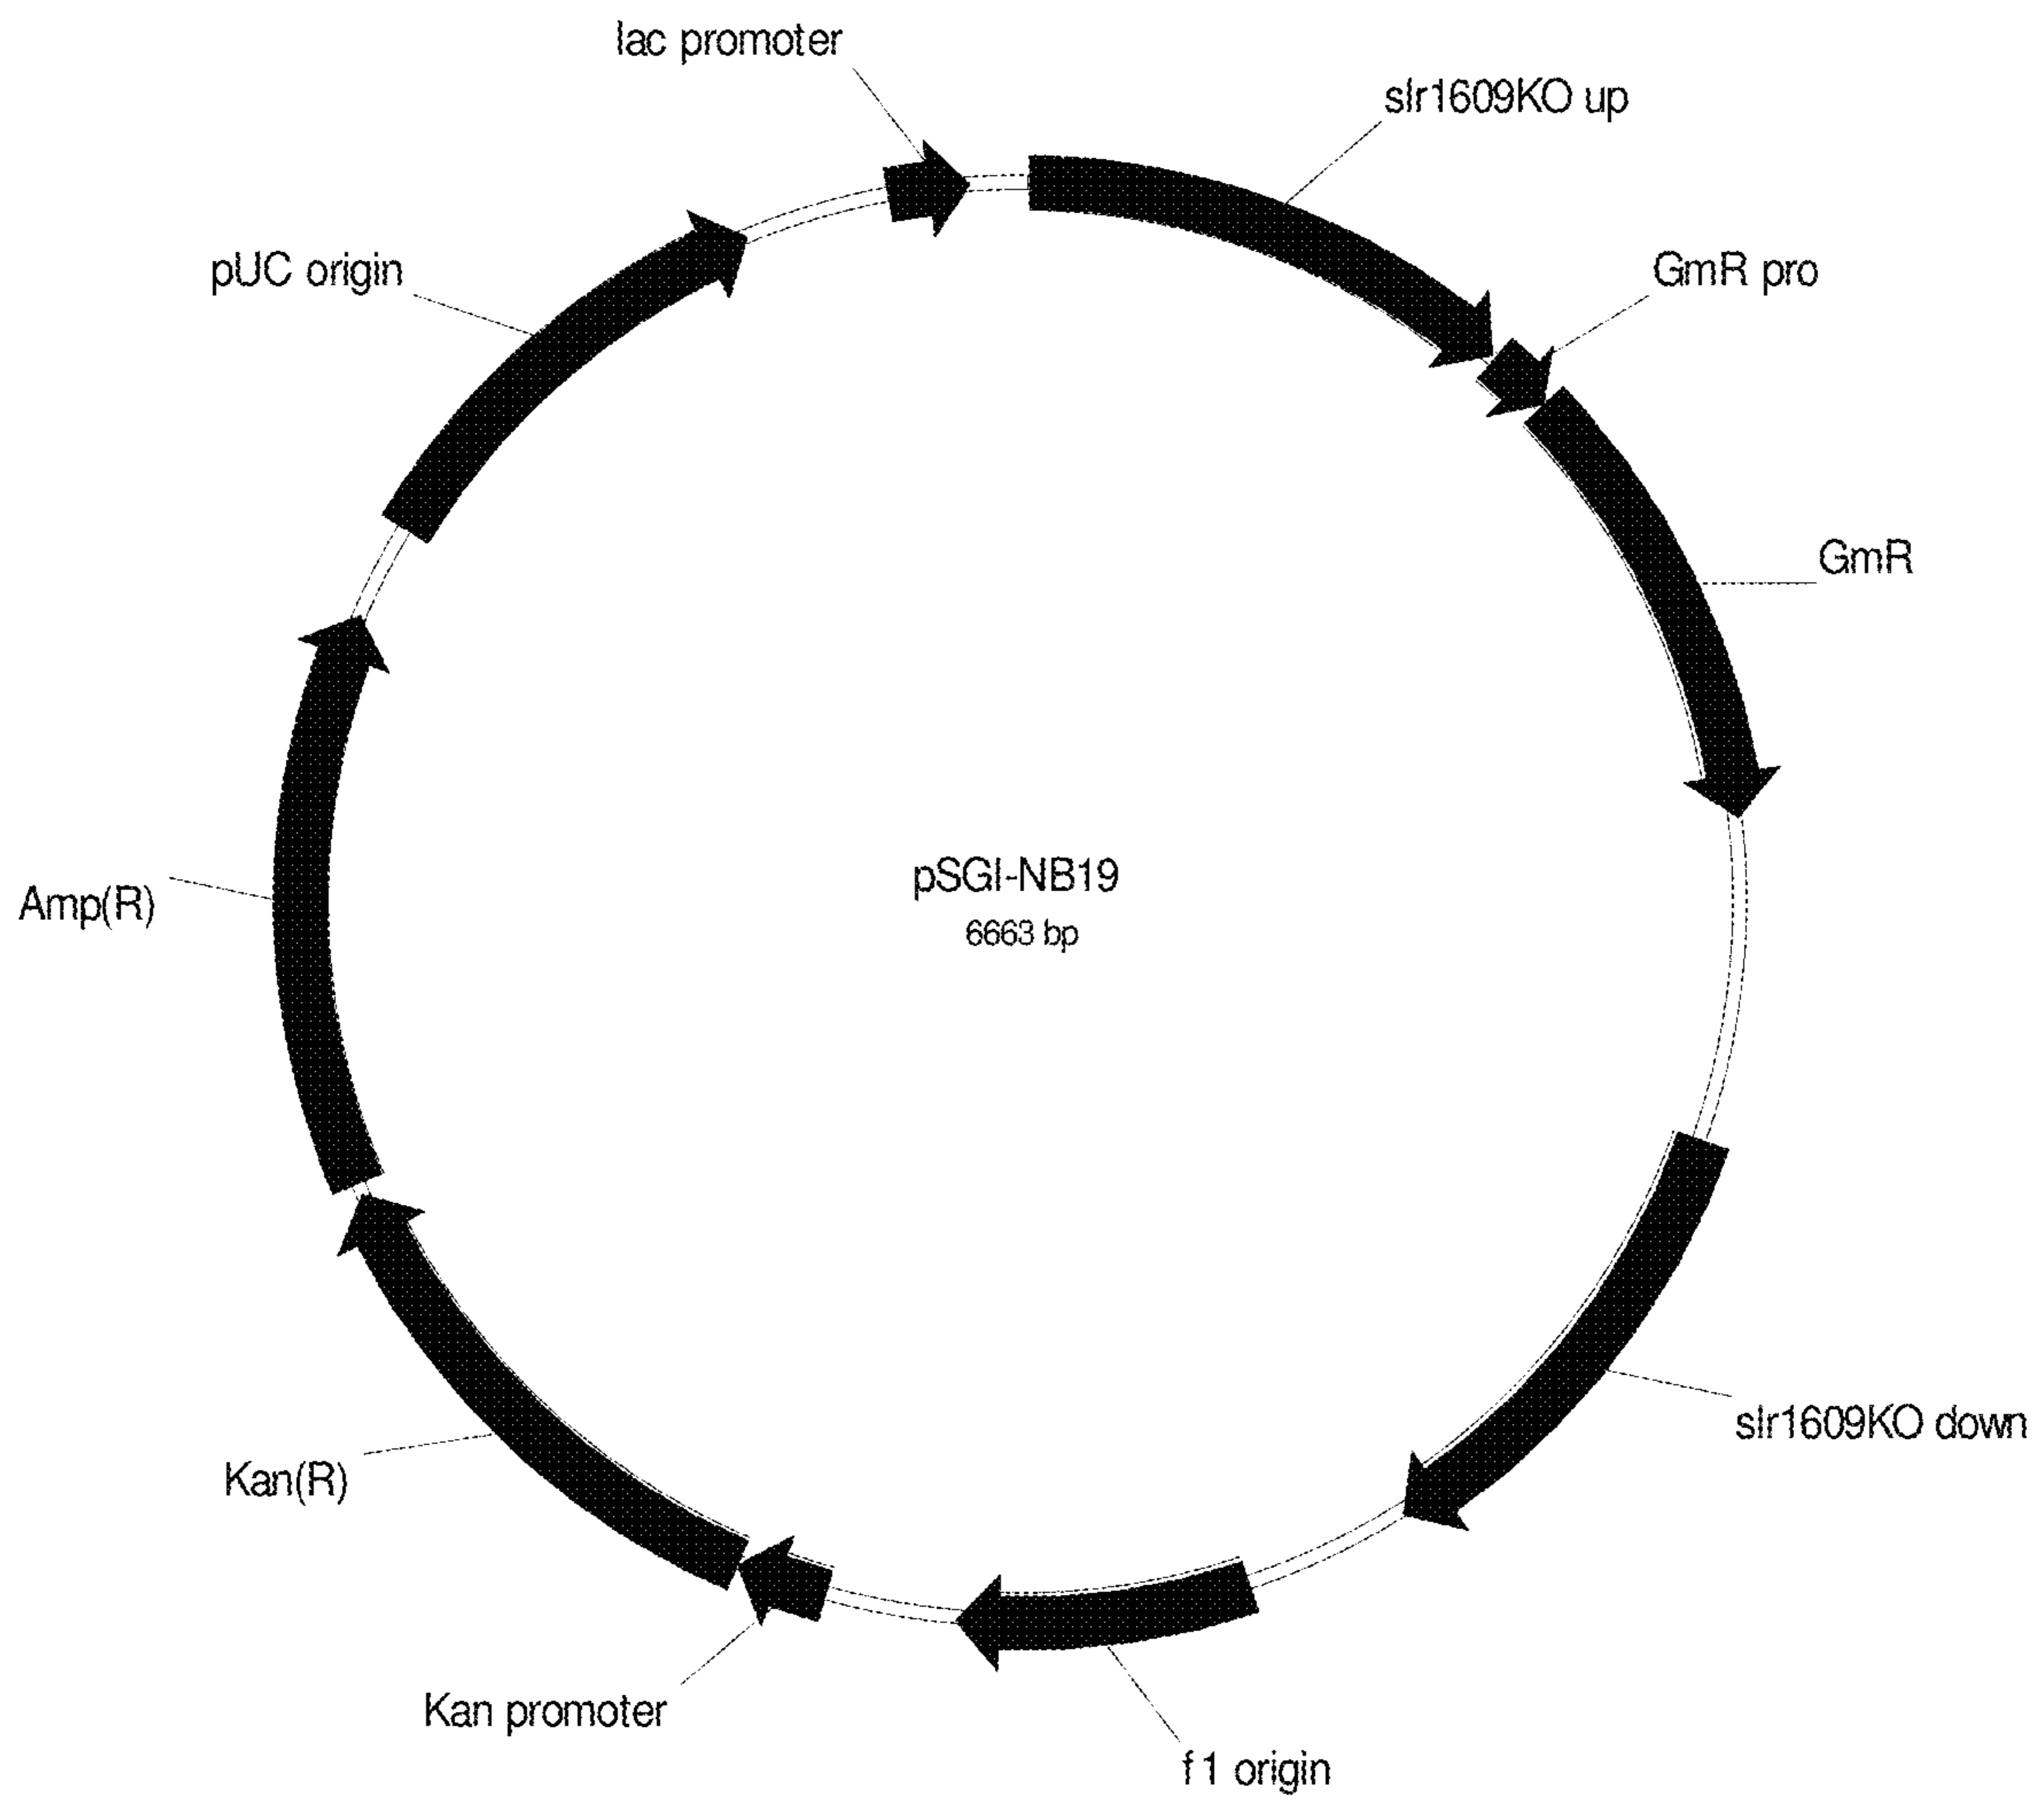 lac promoter
slr1609KO up
pUC origin
GmR pro
GmR
pSGI-NB19
6663 bp
Amp(R)
slr1609KO down
Kan(R)
Kan promoter
f1 origin